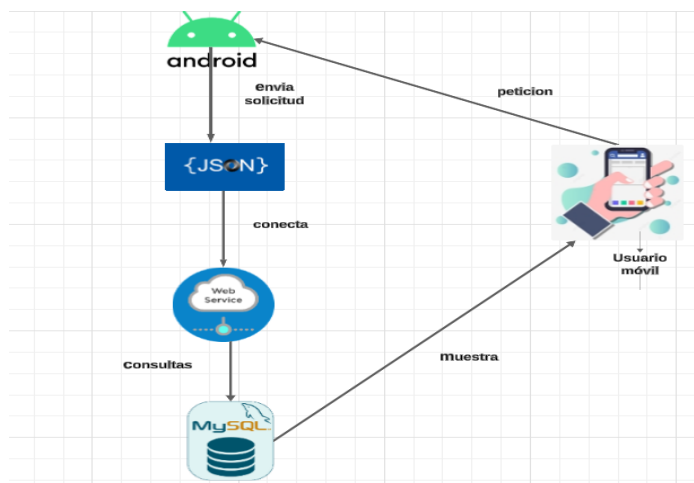 android
envia
solicitud
peticion
{JSON}
conecta
Usuario
móvil
Web
Service
consultas
muestra
MySQL